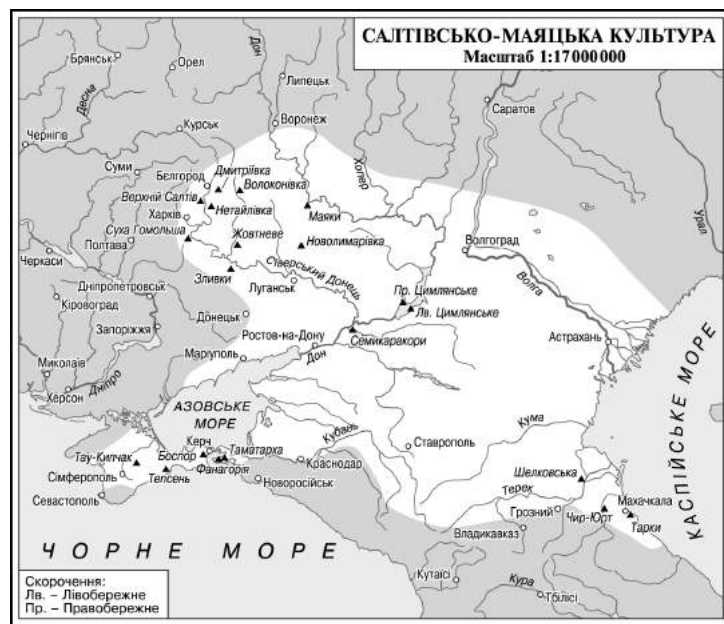 САЛТІВСЬКО-МАЯЦЬКА КУЛЬТУРА
Масштаб 1:17000000
Брянськ
Орел
Дон
Липецьк
Десна
Саратов
Чернігів
Курськ
Воронеж
Хопер
Суми
Дмитріївка
Бєлгород
Волоконівка
Верхній Салтів
Нетайлівка
Маяки
Урал
Харків
Суха Гомольша
Жовтневе
Новолимарівка
Полтава
Волгоград
Черкаси
Зливки
Сіверський Донець
Волга
Дніпропетровськ
Луганськ
Пр. Цимлянське
Кіровоград
Донецьк
Лв. Цимлянське
Запоріжжя
Ростов-на-Дону
Семикаракори
Астрахань
Маріуполь
Дон
Миколаїв
Дніпро
Херсон
АЗОВСЬКЕ
МОРЕ
Кубань
Кума
Керч
Ставрополь
Тау-Кипчак
Боспор
Таматарха
КАСПІЙСЬКЕ МОРЕ
Сімферополь
Тепсень
Фанагорія
Краснодар
Шелковська
Севастополь
Новоросійськ
Терек
Грозний
Махачкала
Чир-Юрт
Тарки
Владикавказ
ЧОРНЕ МОРЕ
Кутаїсі
Кура
Тбілісі
Скорочення:
Лв. – Лівобережне
Пр. – Правобережне